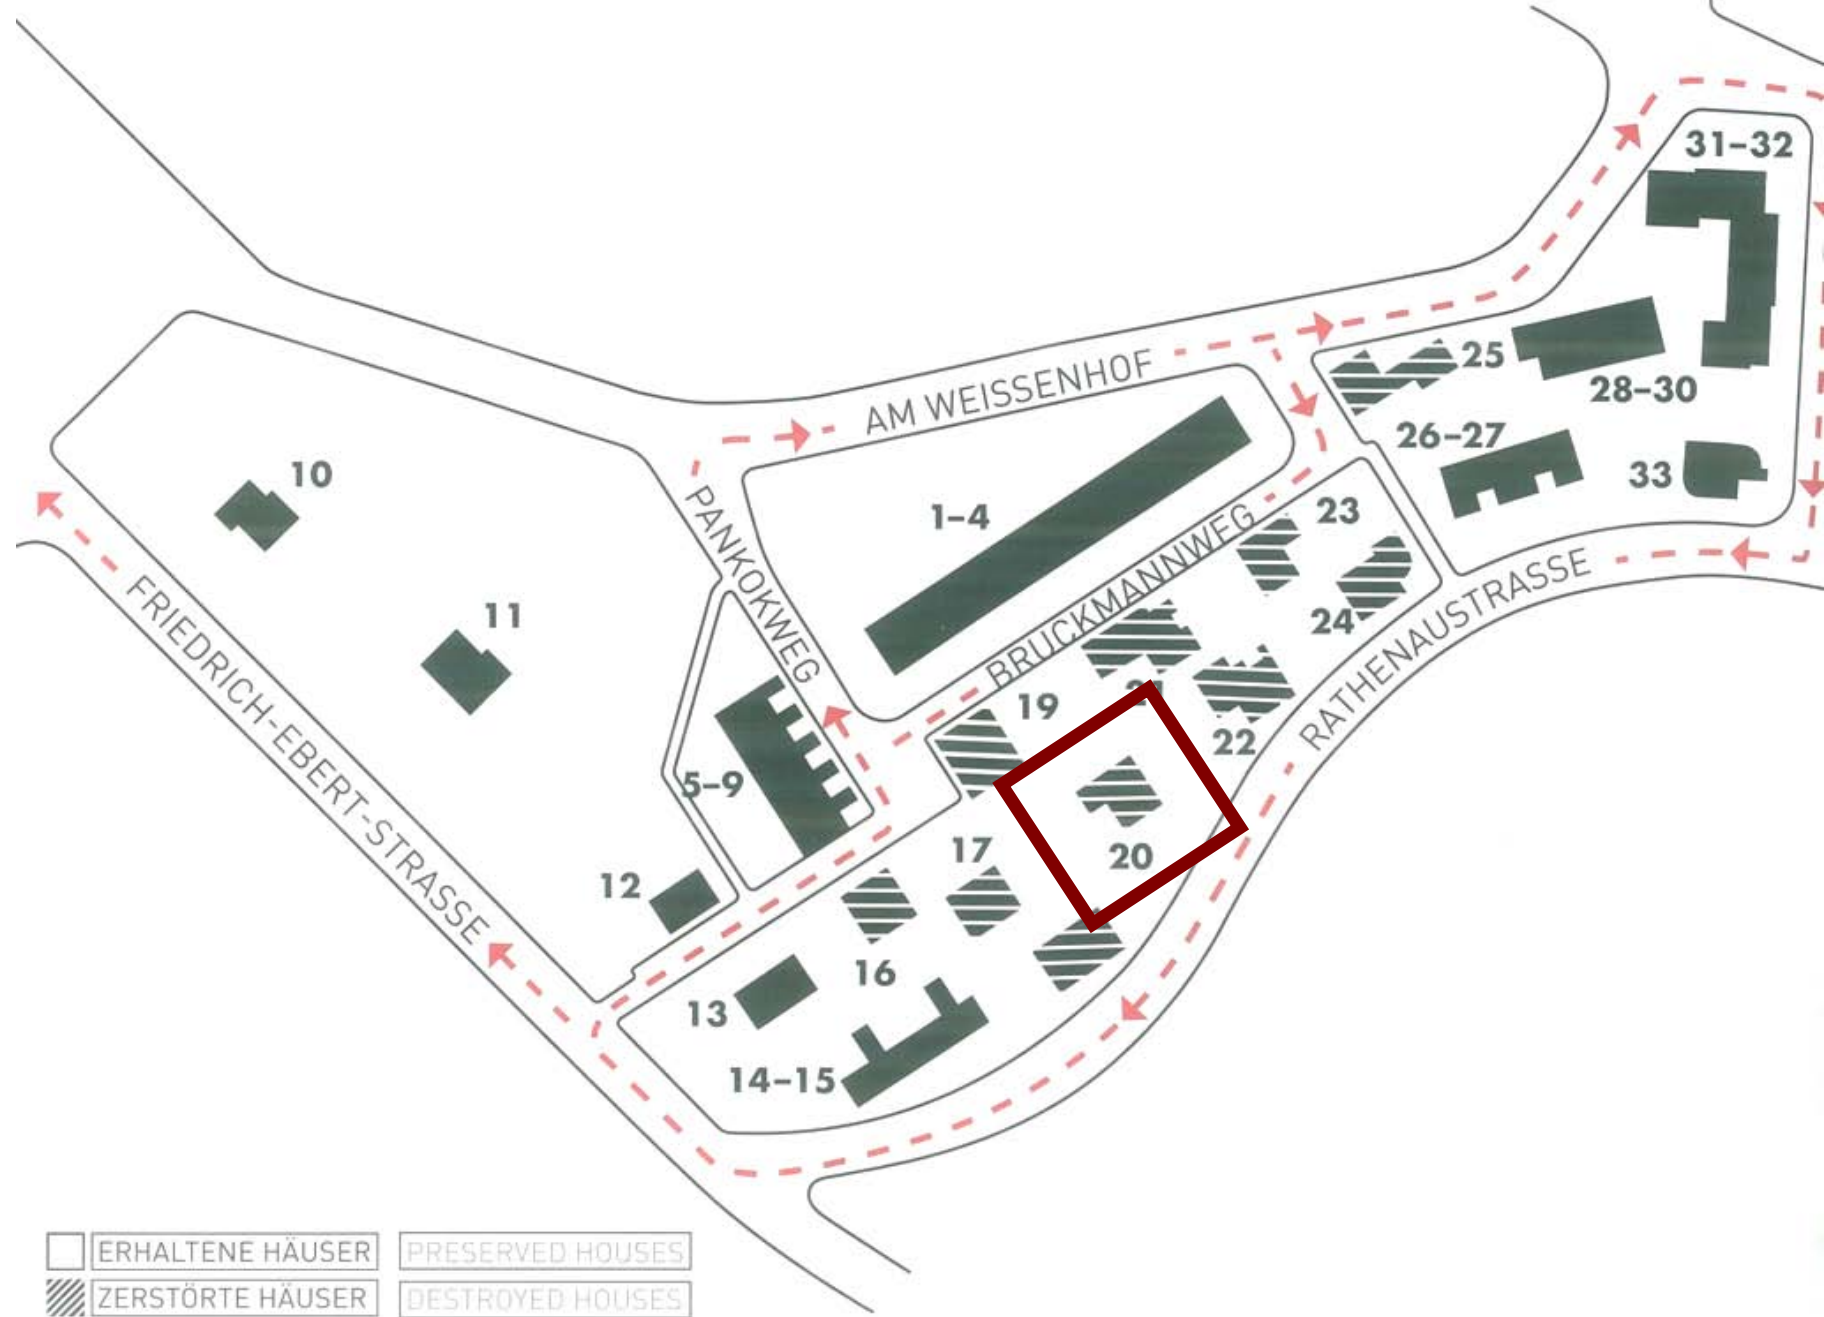 31–32
25
AM WEISSENHOF
28–30
26–27
10
33
1–4
23
PANKOKWEG
BRUCKMANNWEG
RATHENAUSTRASSE
11
24
FRIEDRICH-EBERT-STRASSE
21
19
22
5–9
17
20
12
16
13
14–15
ERHALTENE HÄUSER PRESERVED HOUSES
ZERSTÖRTE HÄUSER DESTROYED HOUSES